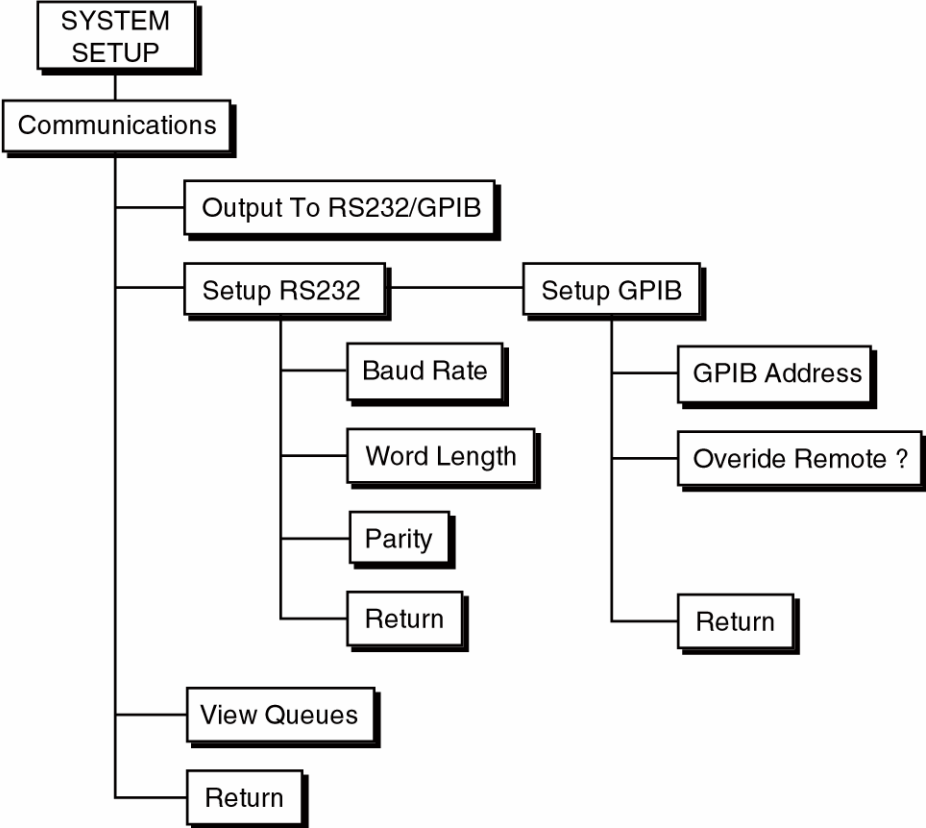 SYSTEM
SETUP
Communications
Output To RS232/GPIB
Setup RS232
Setup GPIB
Baud Rate
GPIB Address
Word Length
Overide Remote ?
Parity
Return
Return
View Queues
Return